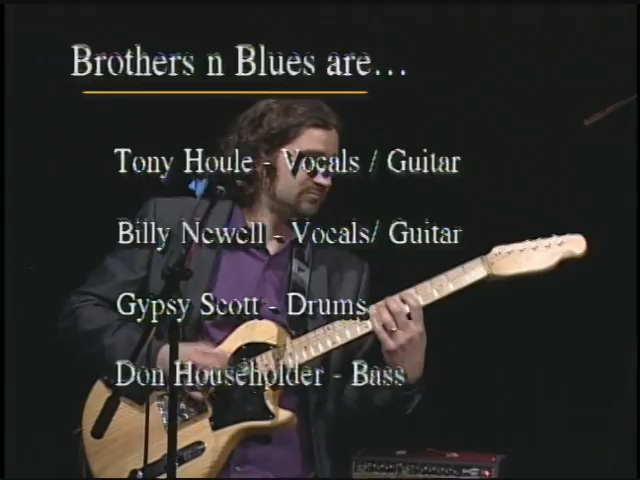 Brothers n Blues are...
Tony Houle - Vocals / Guitar
Billy Newell - Vocals/ Guitar
Gypsy Scott - Drums
Don Householder - Bass